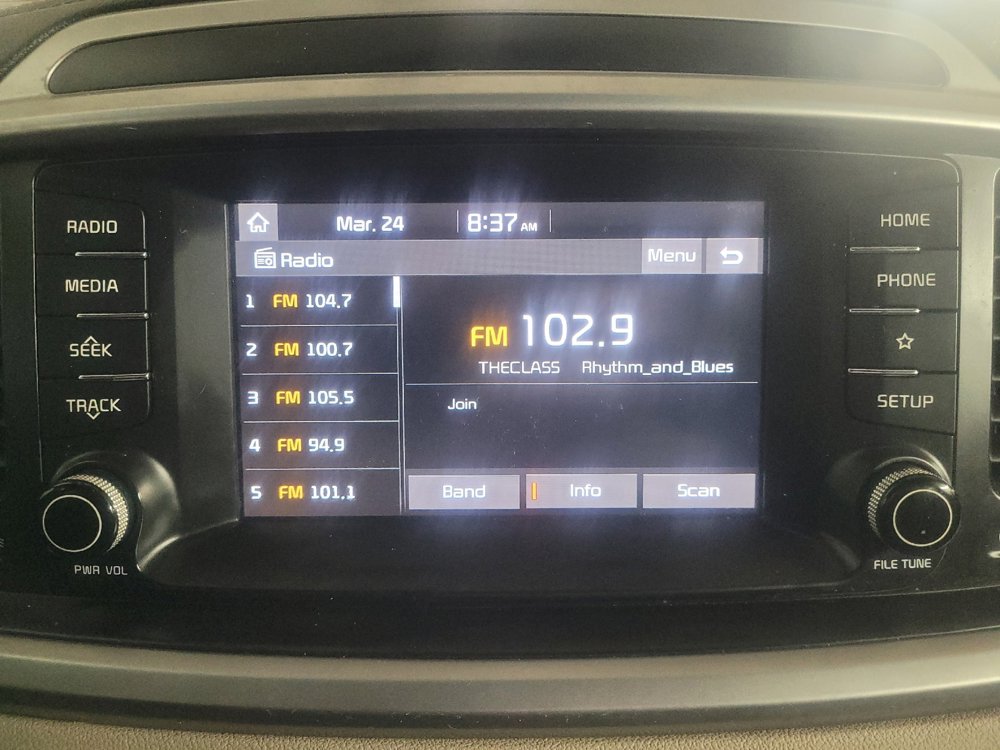 RADIO
MEDIA
SEEK
TRACK
PWR VOL
Mar. 24 8:37 AM
Radio Menu
1 FM 104.7
2 FM 100.7
3 FM 105.5
4 FM 94.9
5 FM 101.1
FM 102.9
THECLASS Rhythm_and_Blues
Join
Band Info Scan
HOME
PHONE
SETUP
FILE TUNE